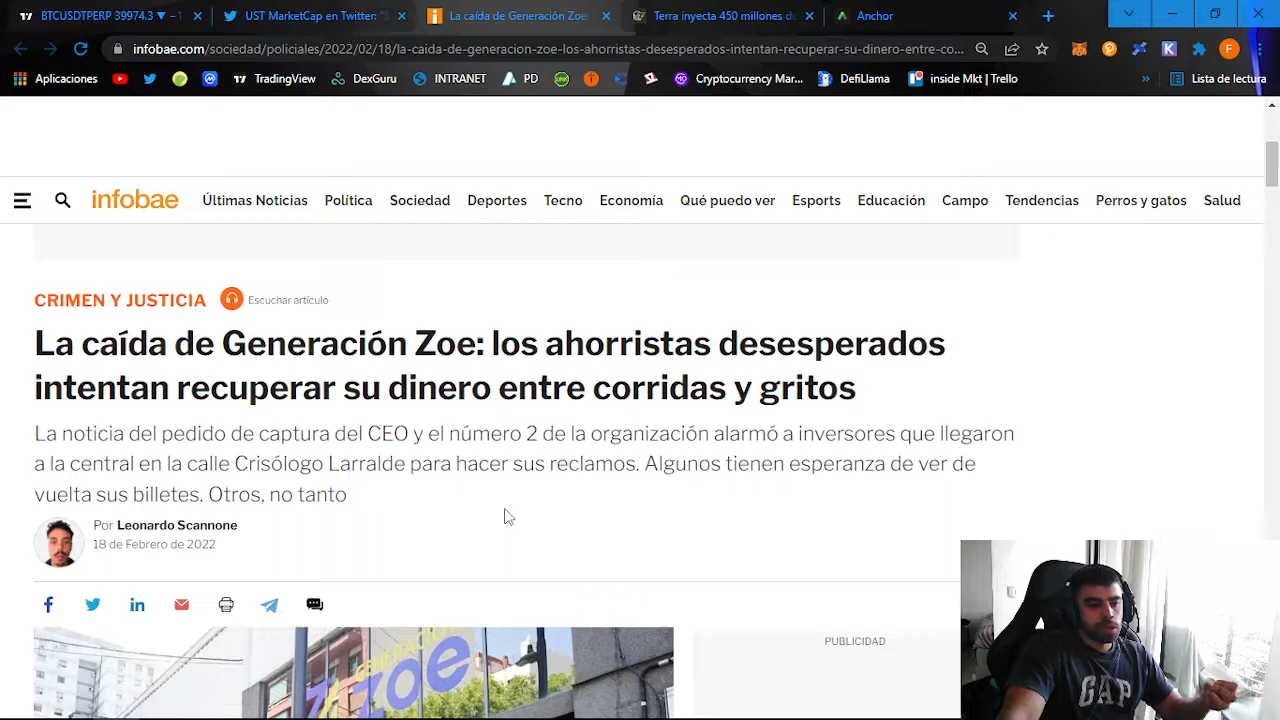 BTCUSDTPERP 39974.3 ▼ −1
UST MarketCap en Twitter: "S
La caída de Generación Zoe
Terra inyecta 450 millones de
Anchor
infobae.com/sociedad/policiales/2022/02/18/la-caida-de-generacion-zoe-los-ahorristas-desesperados-intentan-recuperar-su-dinero-entre-co...
Aplicaciones
TradingView
DexGuru
INTRANET
PD
Cryptocurrency Mar...
DefiLlama
inside Mkt | Trello
»
Lista de lectura
infobae
Últimas Noticias
Política
Sociedad
Deportes
Tecno
Economía
Qué puedo ver
Esports
Educación
Campo
Tendencias
Perros y gatos
Salud
CRIMEN Y JUSTICIA
Escuchar artículo
La caída de Generación Zoe: los ahorristas desesperados
intentan recuperar su dinero entre corridas y gritos
La noticia del pedido de captura del CEO y el número 2 de la organización alarmó a inversores que llegaron
a la central en la calle Crisólogo Larralde para hacer sus reclamos. Algunos tienen esperanza de ver de
vuelta sus billetes. Otros, no tanto
Por Leonardo Scannone
18 de Febrero de 2022
PUBLICIDAD
GENERACIÓN
zoe
GAP